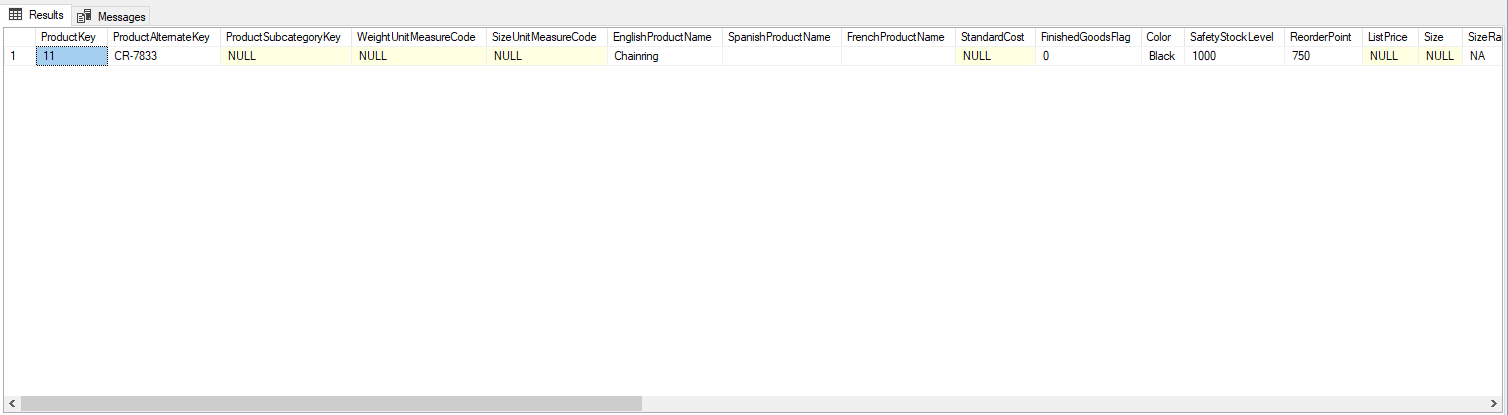 Results Messages
ProductKey ProductAlternateKey ProductSubcategoryKey WeightUnitMeasureCode SizeUnitMeasureCode EnglishProductName SpanishProductName FrenchProductName StandardCost FinishedGoodsFlag Color SafetyStockLevel ReorderPoint ListPrice Size SizeRa
1 11 CR-7833 NULL NULL NULL Chainring NULL 0 Black 1000 750 NULL NULL NA